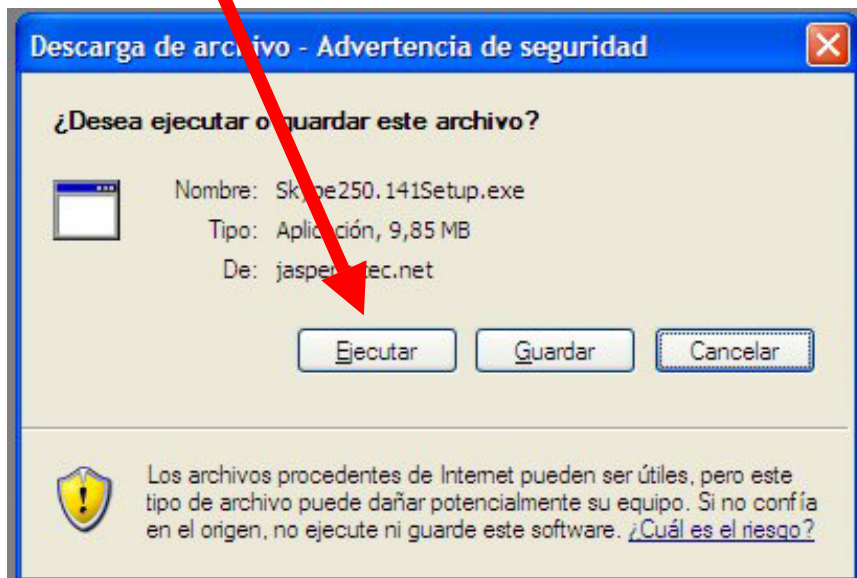 Descarga de archivo - Advertencia de seguridad
¿Desea ejecutar o guardar este archivo?
Nombre: Skype250.141Setup.exe
Tipo: Aplicación, 9,85 MB
De:
Ejecutar Guardar Cancelar
Los archivos procedentes de Internet pueden ser útiles, pero este
tipo de archivo puede dañar potencialmente su equipo. Si no confía
en el origen, no ejecute ni guarde este software. ¿Cuál es el riesgo?